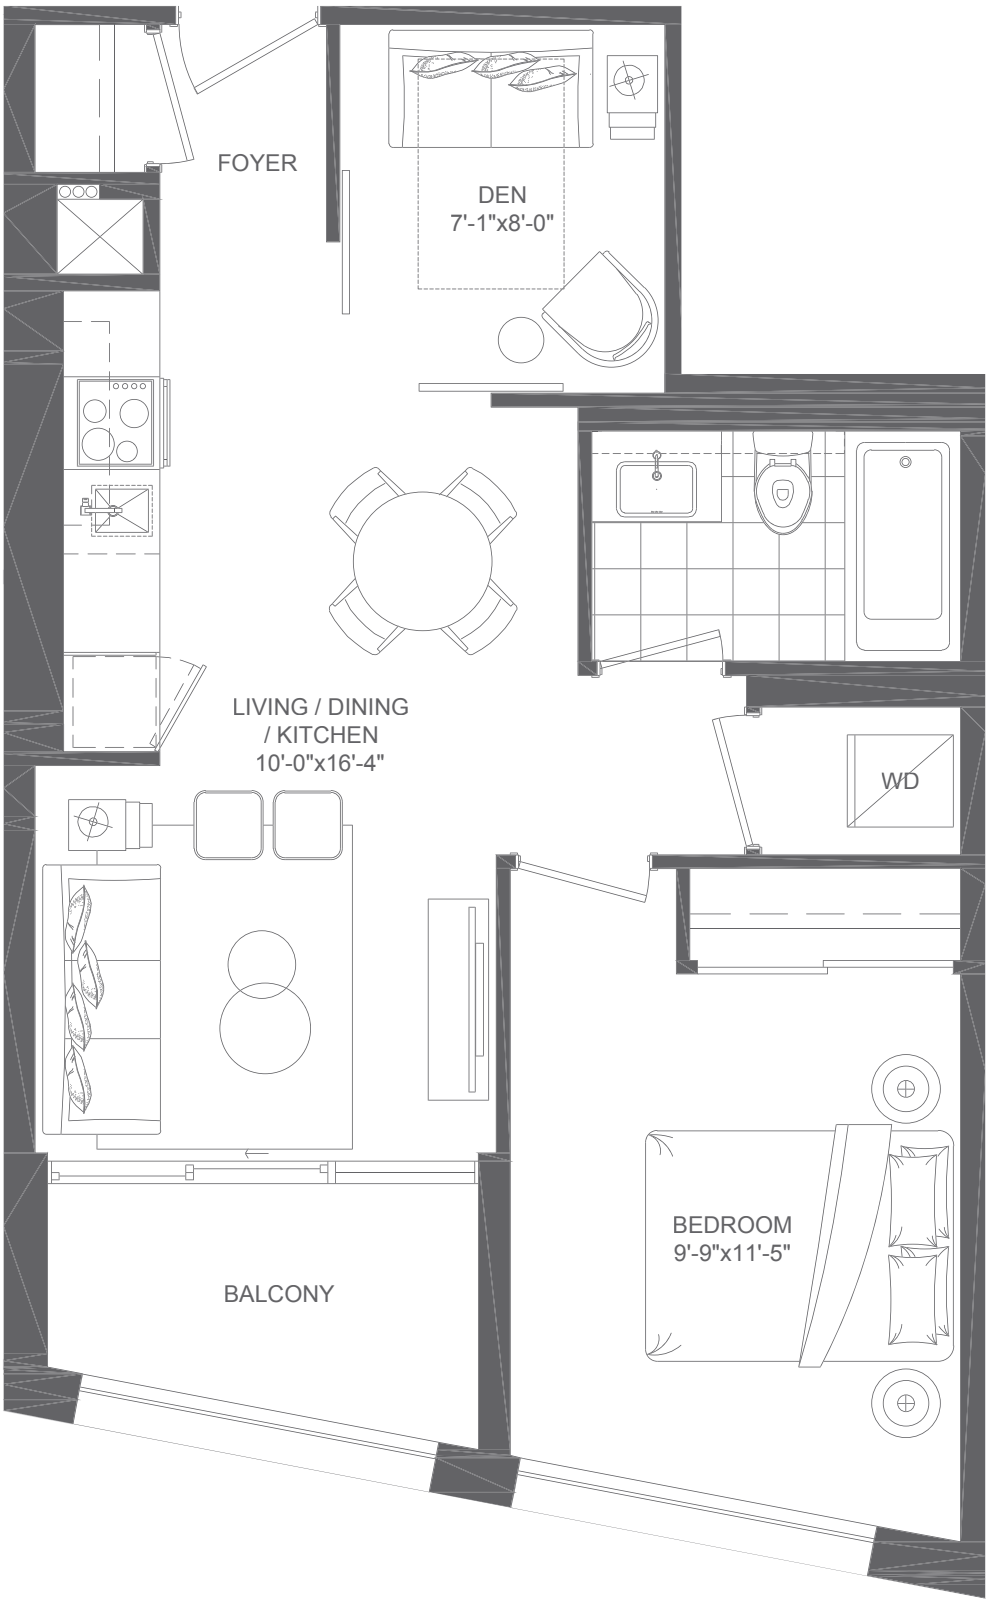 FOYER
DEN
7'-1"x8'-0"
LIVING / DINING
/ KITCHEN
10'-0"x16'-4"
WD
BEDROOM
9'-9"x11'-5"
BALCONY